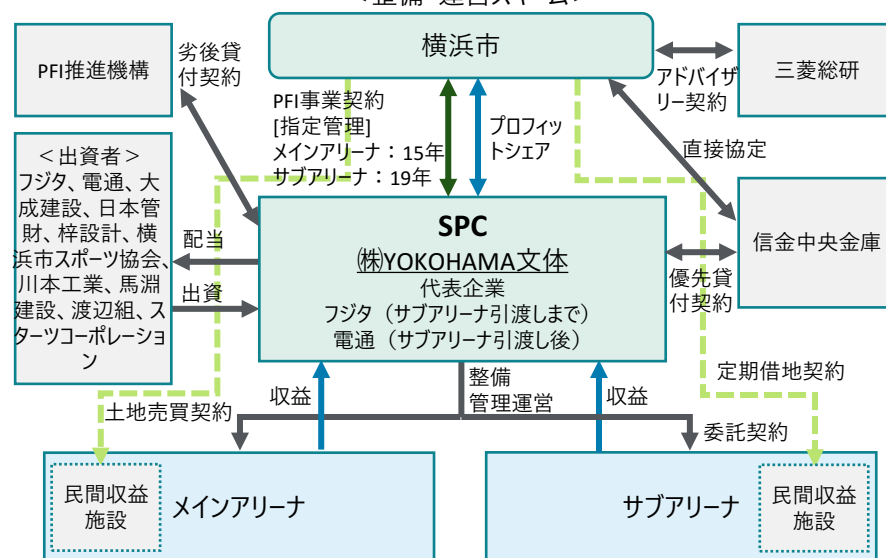 横浜市
PFI推進機構
劣後貸
付契約
三菱総研
アドバイザ
リー契約
PFI事業契約
[指定管理]
メインアリーナ：15年
サブアリーナ：19年
プロフィッ
トシェア
直接協定
＜出資者＞
フジタ、電通、大
成建設、日本管
財、梓設計、横
浜市スポーツ協会、
川本工業、馬淵
建設、渡辺組、ス
ターツコーポレーショ
ン
配当
出資
SPC
㈱YOKOHAMA文体
代表企業
フジタ（サブアリーナ引渡しまで）
電通（サブアリーナ引渡し後）
信金中央金庫
優先貸
付契約
土地売買契約
収益
整備
管理運営
収益
定期借地契約
委託契約
民間収益
施設
メインアリーナ
サブアリーナ
民間収益
施設